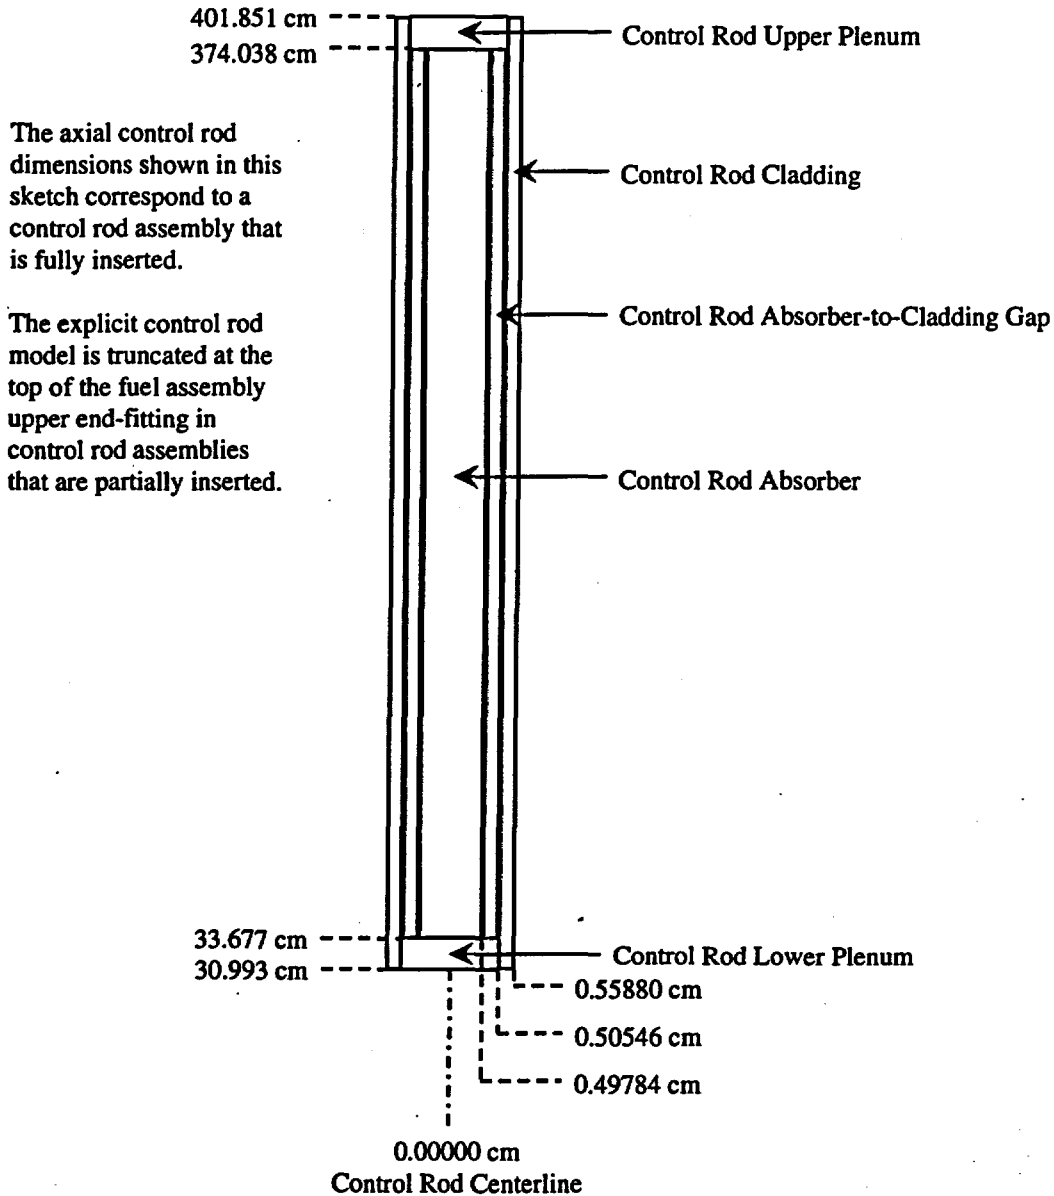 401.851 cm
Control Rod Upper Plenum
374.038 cm
The axial control rod
dimensions shown in this
sketch correspond to a
control rod assembly that
is fully inserted.
Control Rod Cladding
The explicit control rod
model is truncated at the
top of the fuel assembly
upper end-fitting in
control rod assemblies
that are partially inserted.
Control Rod Absorber-to-Cladding Gap
Control Rod Absorber
33.677 cm
Control Rod Lower Plenum
30.993 cm
0.55880 cm
0.50546 cm
0.49784 cm
0.00000 cm
Control Rod Centerline